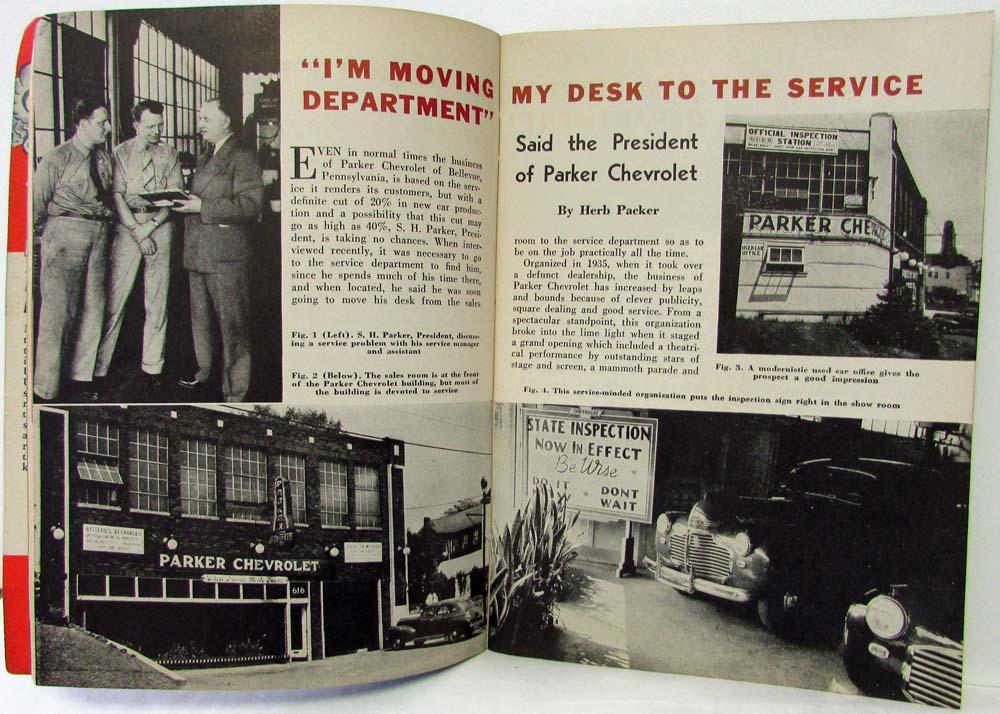 "I'M MOVING
DEPARTMENT"
MY DESK TO THE SERVICE
Said the President
of Parker Chevrolet
By Herb Packer
EVEN in normal times the business
of Parker Chevrolet of Bellevue,
Pennsylvania, is based on the serv-
ice it renders its customers, but with a
definite cut of 20% in new car produc-
tion and a possibility that this cut may
go as high as 40%, S. H. Parker, Presi-
dent, is taking no chances. When inter-
viewed recently, it was necessary to go
to the service department to find him,
since he spends much of his time there,
and when located, he said he was soon
going to move his desk from the sales
Fig. 1 (Left). S. H. Parker, President, discuss-
ing a service problem with his service manager
and assistant
Fig. 2 (Below). The sales room is at the front
of the Parker Chevrolet building, but most of
the building is devoted to service
room to the service department so as to
be on the job practically all the time.
Organized in 1935, when it took over
a defunct dealership, the business of
Parker Chevrolet has increased by leaps
and bounds because of clever publicity,
square dealing and good service. From a
spectacular standpoint, this organization
broke into the lime light when it staged
a grand opening which included a theatri-
cal performance by outstanding stars of
stage and screen, a mammoth parade and
OFFICIAL INSPECTION
STATION
PARKER CHEV
USED CAR
OFFICE
Fig. 3. A modernistic used car office gives the
prospect a good impression
Fig. 4. This service-minded organization puts the inspection sign right in the show room
BATTERIES RECHARGED
PARKER CHEVROLET
616
CHEVROLET
STATE INSPECTION
NOW IN EFFECT
Be Wise
DO IT
DONT
WAIT